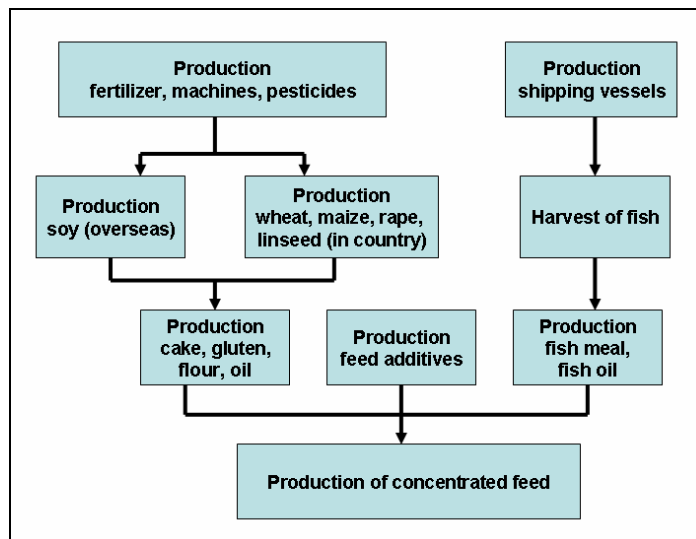 Production
fertilizer, machines, pesticides
Production
shipping vessels
Production
soy (overseas)
Production
wheat, maize, rape,
linseed (in country)
Harvest of fish
Production
cake, gluten,
flour, oil
Production
feed additives
Production
fish meal,
fish oil
Production of concentrated feed